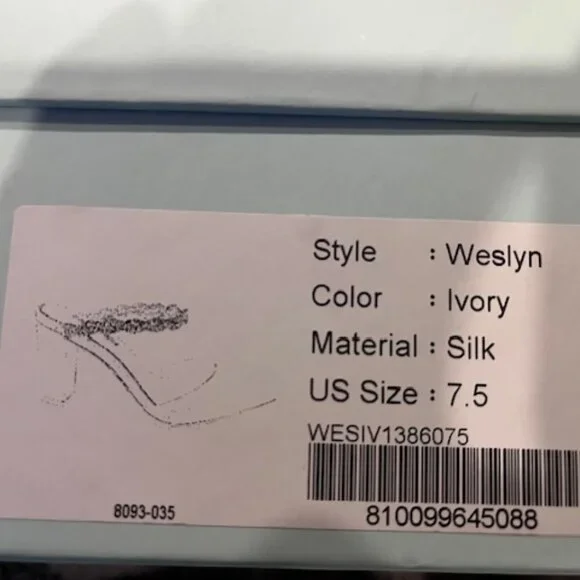 Style : Weslyn
Color : Ivory
Material : Silk
US Size : 7.5
WESIV1386075
8093-035
810099645088